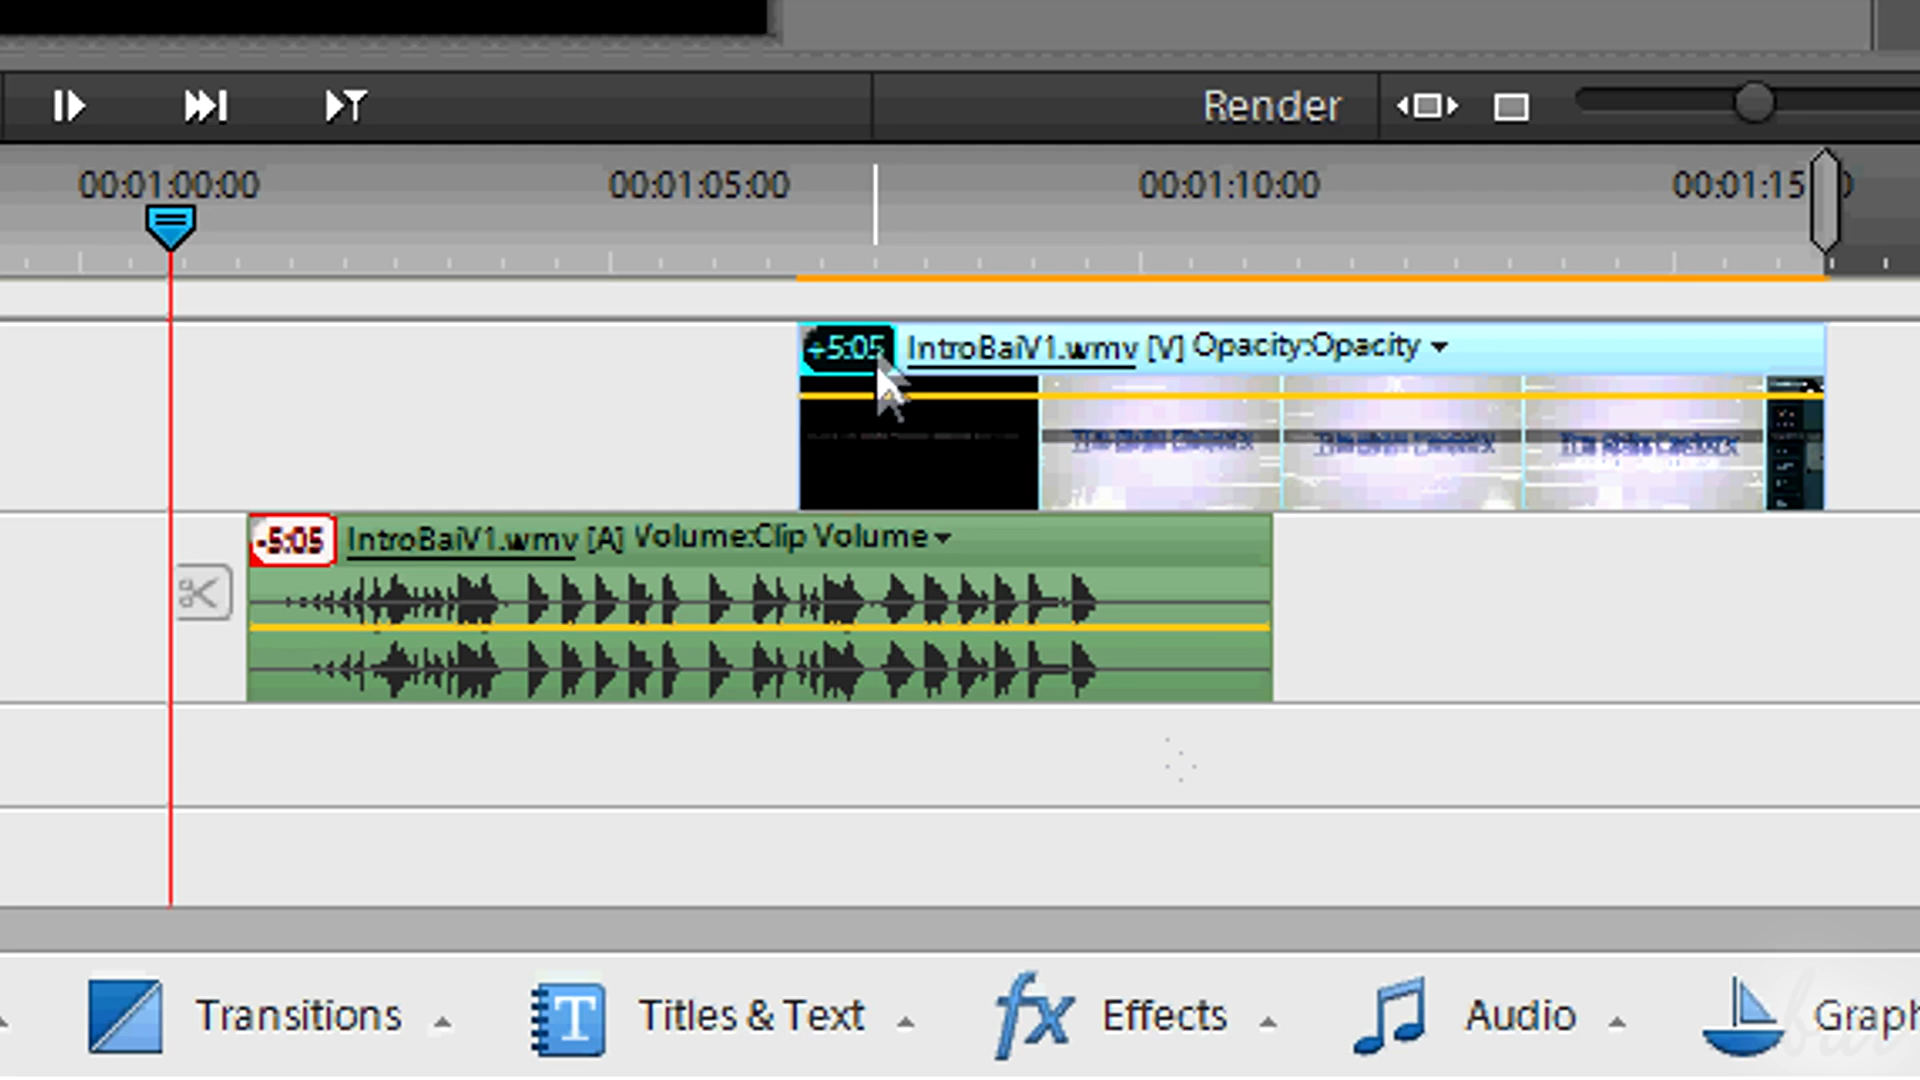 Render
00:01:00:00 00:01:05:00 00:01:10:00 00:01:15
+5:05 IntroBaiV1.wmv [V] Opacity:Opacity
-5:05 IntroBaiV1.wmv [A] Volume:Clip Volume
Transitions Titles & Text Effects Audio Graph